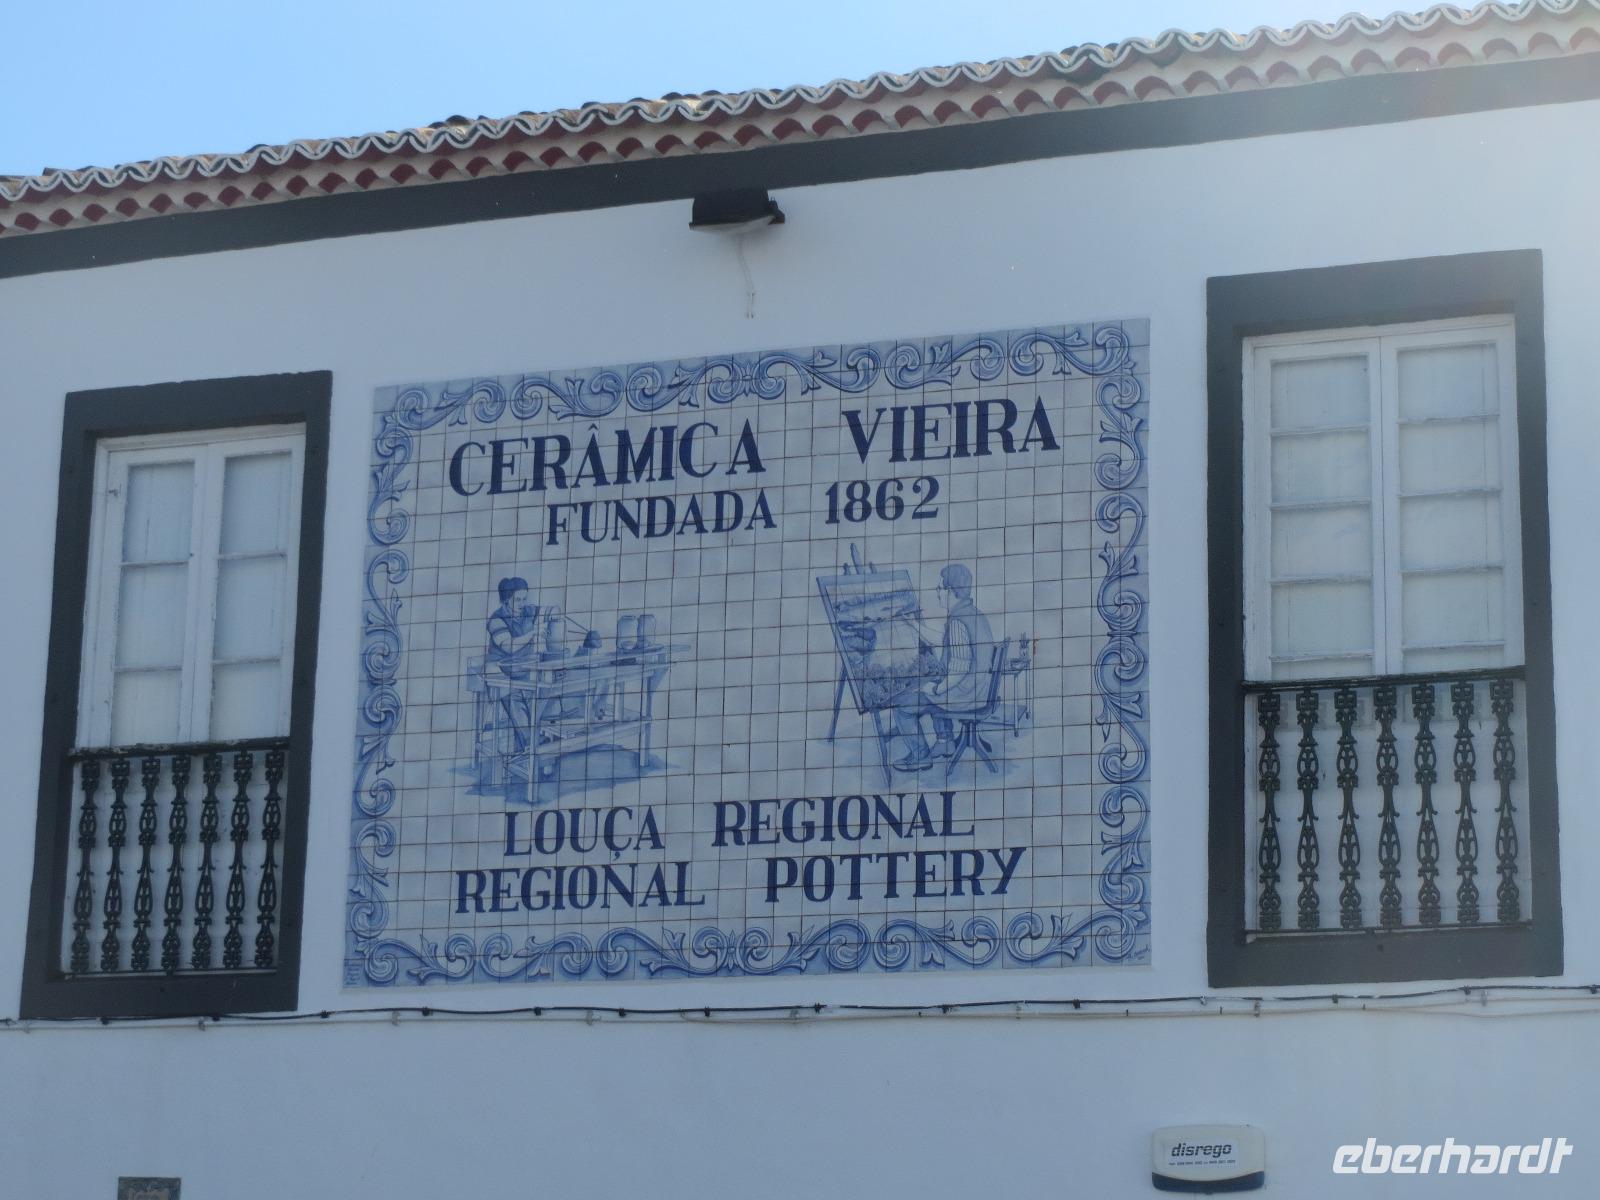 CERÂMICA VIEIRA
FUNDADA 1862
LOUÇA REGIONAL
REGIONAL POTTERY
disrego
eberhardt